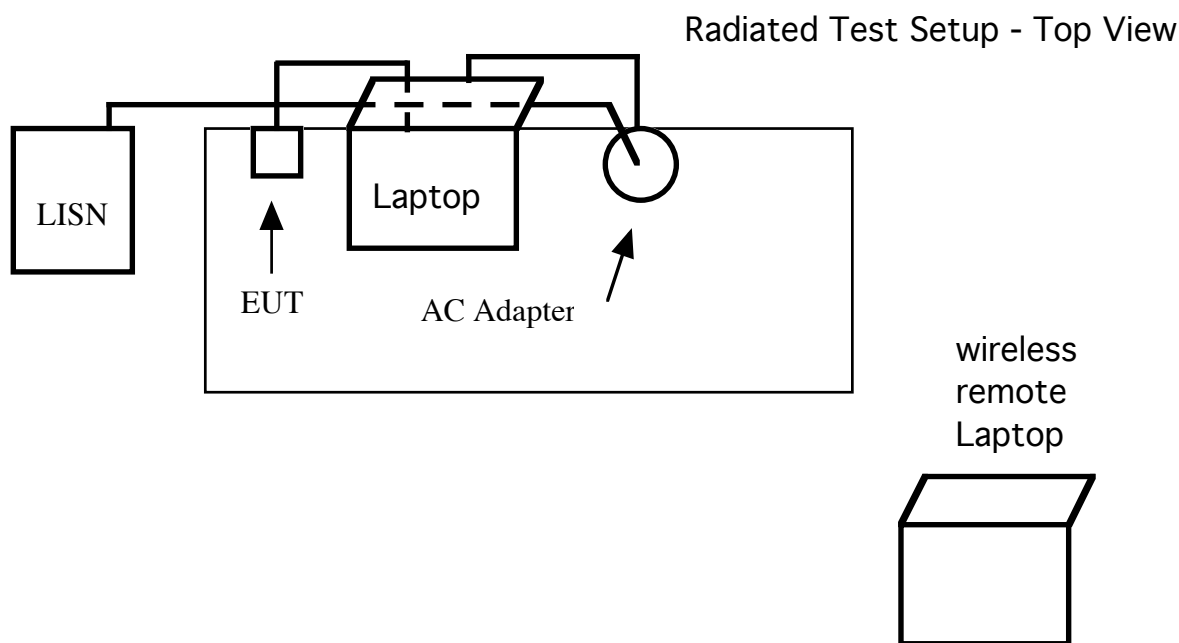 Radiated Test Setup - Top View
LISN
Laptop
EUT
AC Adapter
wireless
remote
Laptop